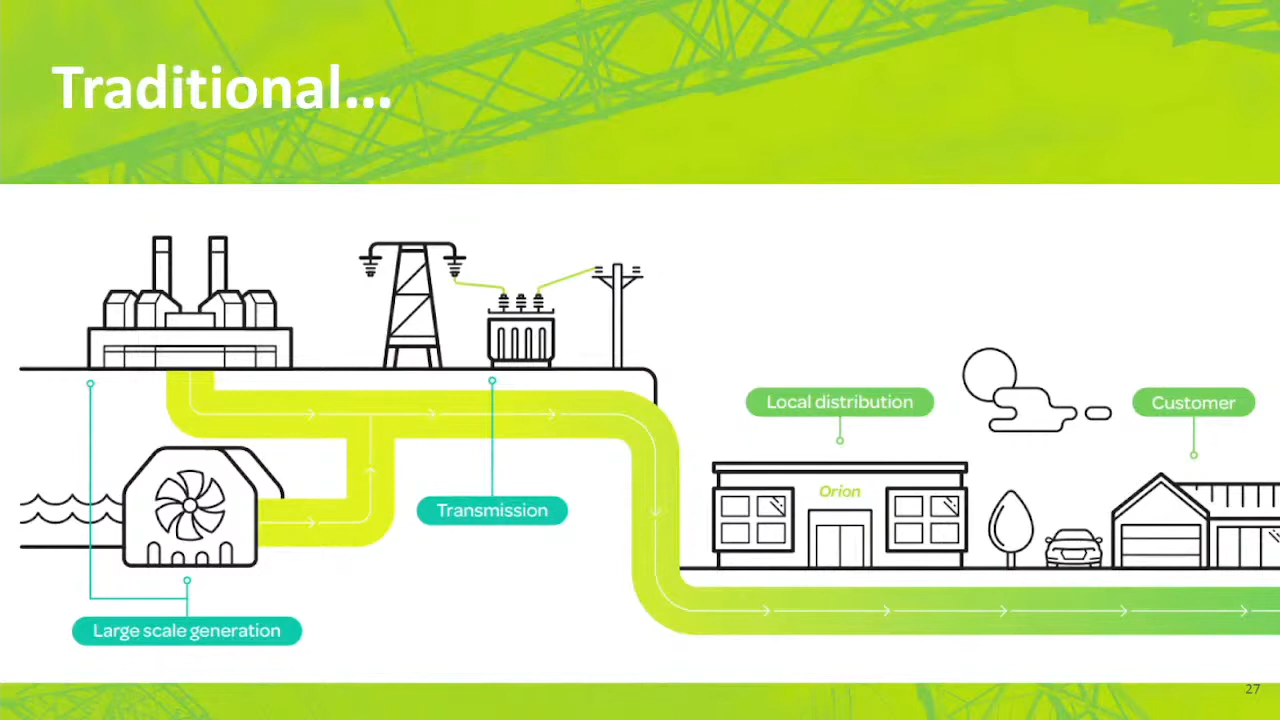 Traditional...
Local distribution
Customer
Orion
Transmission
Large scale generation
27